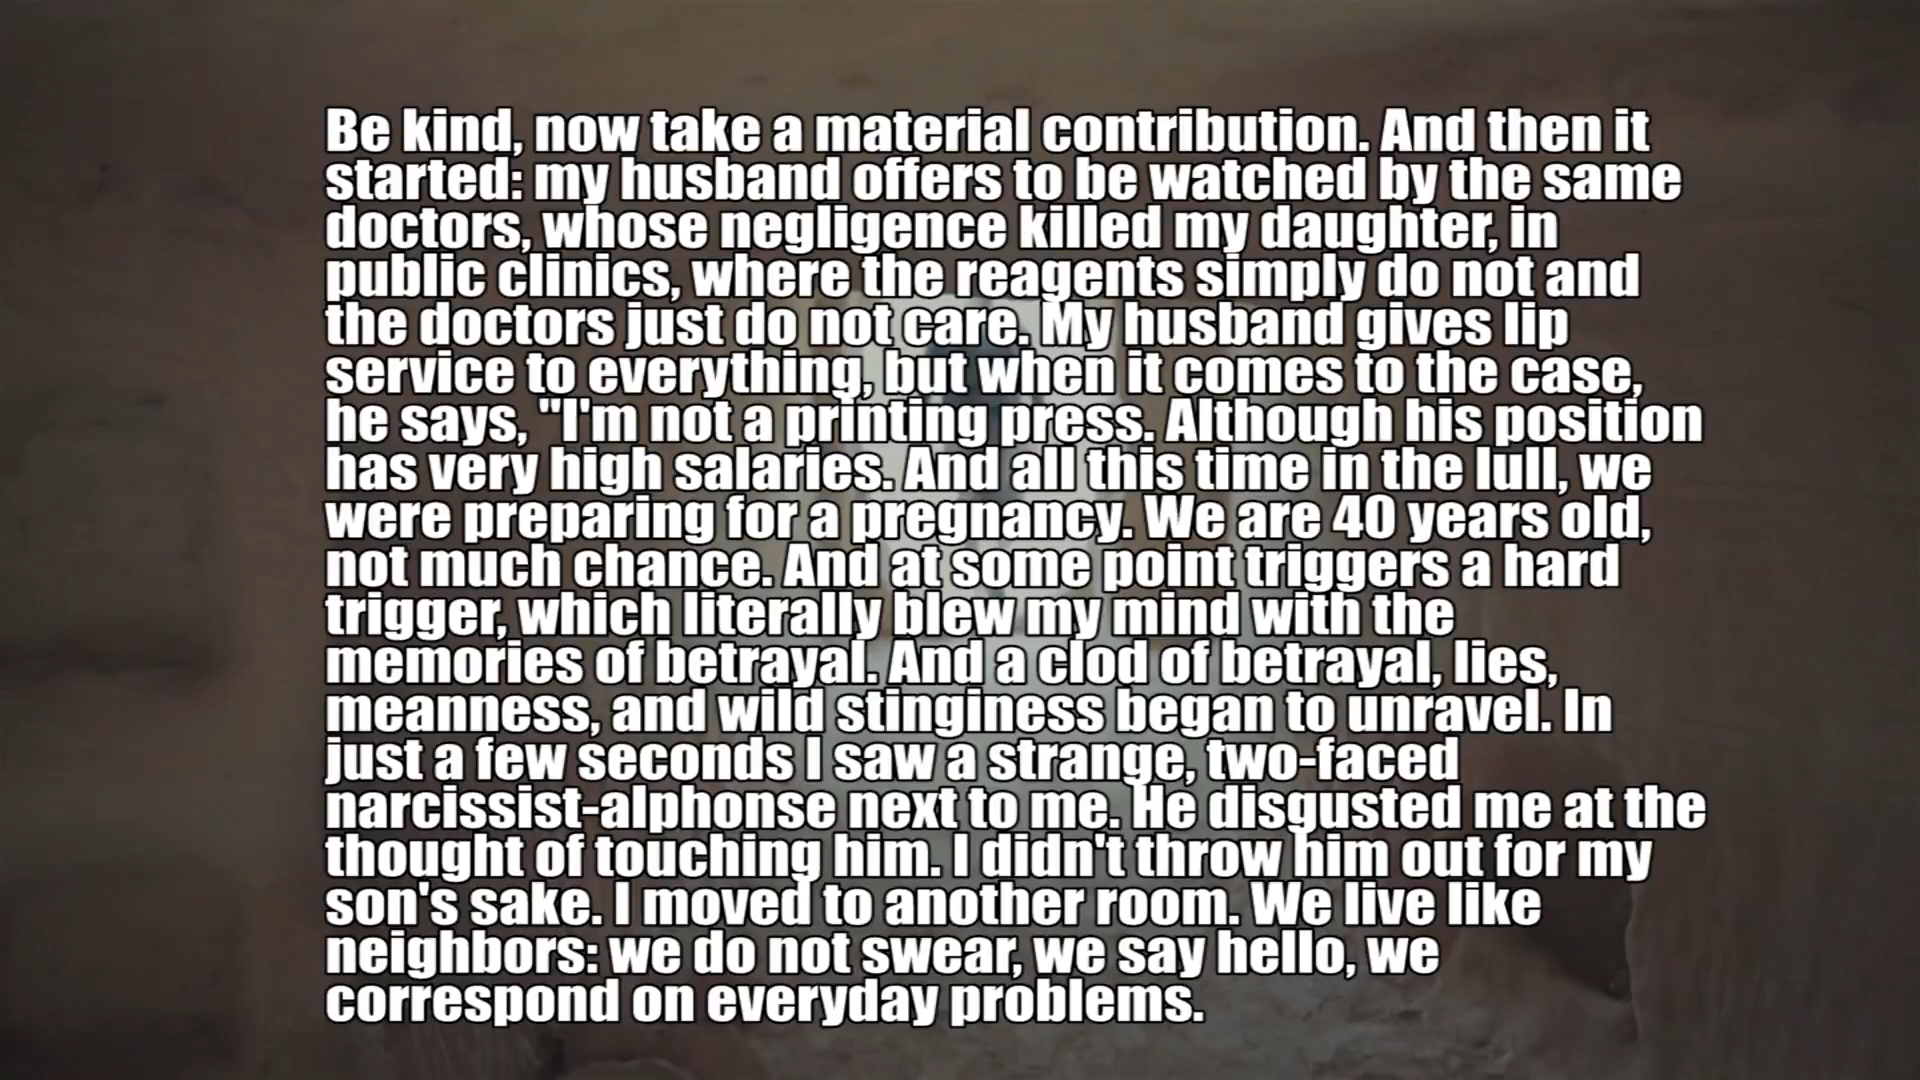 Be kind, now take a material contribution. And then it
started: my husband offers to be watched by the same
doctors, whose negligence killed my daughter, in
public clinics, where the reagents simply do not and
the doctors just do not care. My husband gives lip
service to everything, but when it comes to the case,
he says, "I'm not a printing press. Although his position
has very high salaries. And all this time in the lull, we
were preparing for a pregnancy. We are 40 years old,
not much chance. And at some point triggers a hard
trigger, which literally blew my mind with the
memories of betrayal. And a clod of betrayal, lies,
meanness, and wild stinginess began to unravel. In
just a few seconds I saw a strange, two-faced
narcissist-alphonse next to me. He disgusted me at the
thought of touching him. I didn't throw him out for my
son's sake. I moved to another room. We live like
neighbors: we do not swear, we say hello, we
correspond on everyday problems.